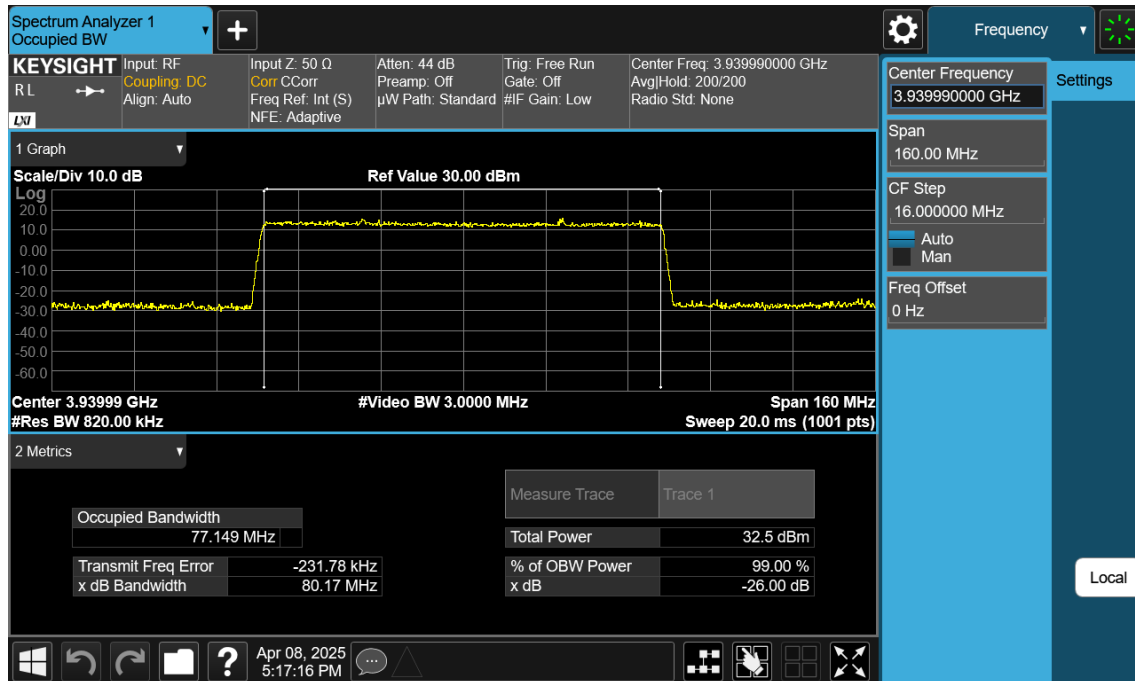 Spectrum Analyzer 1
Occupied BW
+
Frequency
KEYSIGHT
R L
LXI
Input: RF
Coupling: DC
Align: Auto
Input Z: 50 Ω
Corr CCorr
Freq Ref: Int (S)
NFE: Adaptive
Atten: 44 dB
Preamp: Off
µW Path: Standard
Trig: Free Run
Gate: Off
#IF Gain: Low
Center Freq: 3.939990000 GHz
Avg|Hold: 200/200
Radio Std: None
Center Frequency
3.939990000 GHz
Settings
Span
160.00 MHz
CF Step
16.000000 MHz
Auto
Man
Freq Offset
0 Hz
Local
1 Graph
Scale/Div 10.0 dB
Ref Value 30.00 dBm
Log
20.0
10.0
0.00
-10.0
-20.0
-30.0
-40.0
-50.0
-60.0
Center 3.93999 GHz
#Video BW 3.0000 MHz
Span 160 MHz
#Res BW 820.00 kHz
Sweep 20.0 ms (1001 pts)
2 Metrics
Measure Trace
Trace 1
Occupied Bandwidth
77.149 MHz
Total Power
32.5 dBm
Transmit Freq Error
-231.78 kHz
% of OBW Power
99.00 %
x dB Bandwidth
80.17 MHz
x dB
-26.00 dB
?
Apr 08, 2025
5:17:16 PM